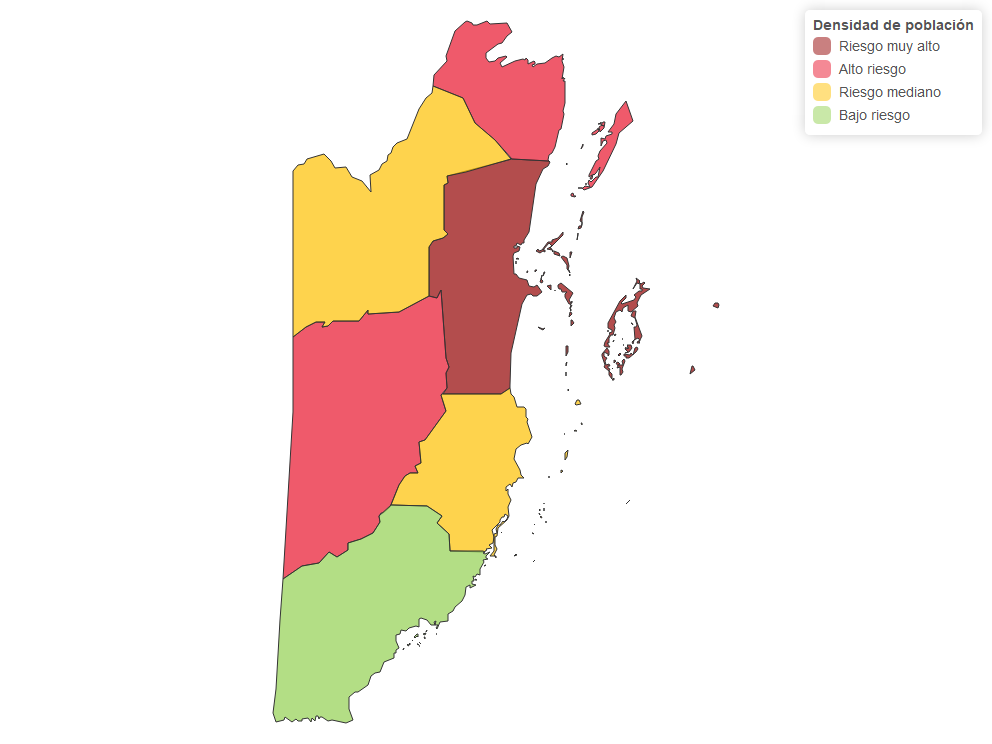 Densidad de población
Riesgo muy alto
Alto riesgo
Riesgo mediano
Bajo riesgo